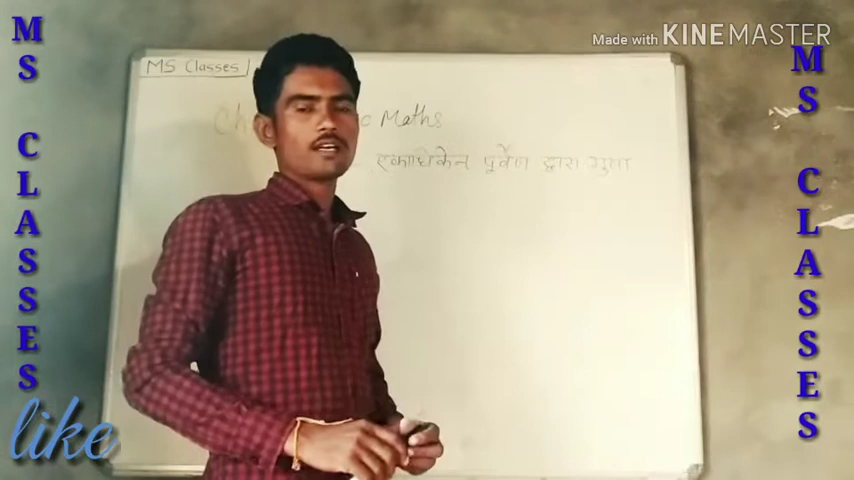 Made with KINEMASTER
MS CLASSES
MS CLASSES
MS Classes
Maths
एकाधिकेन पूर्वेण द्वारा गुणा
like